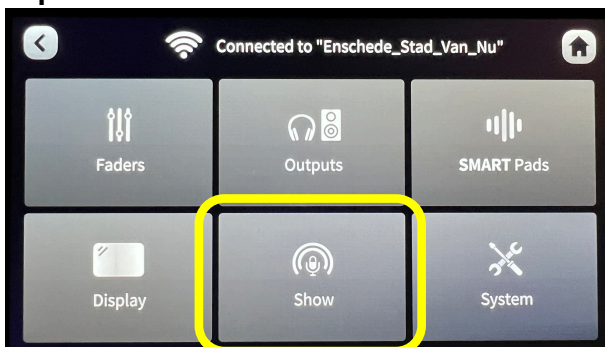 Connected to "Enschede_Stad_Van_Nu"
Faders
Outputs
SMART Pads
Display
Show
System